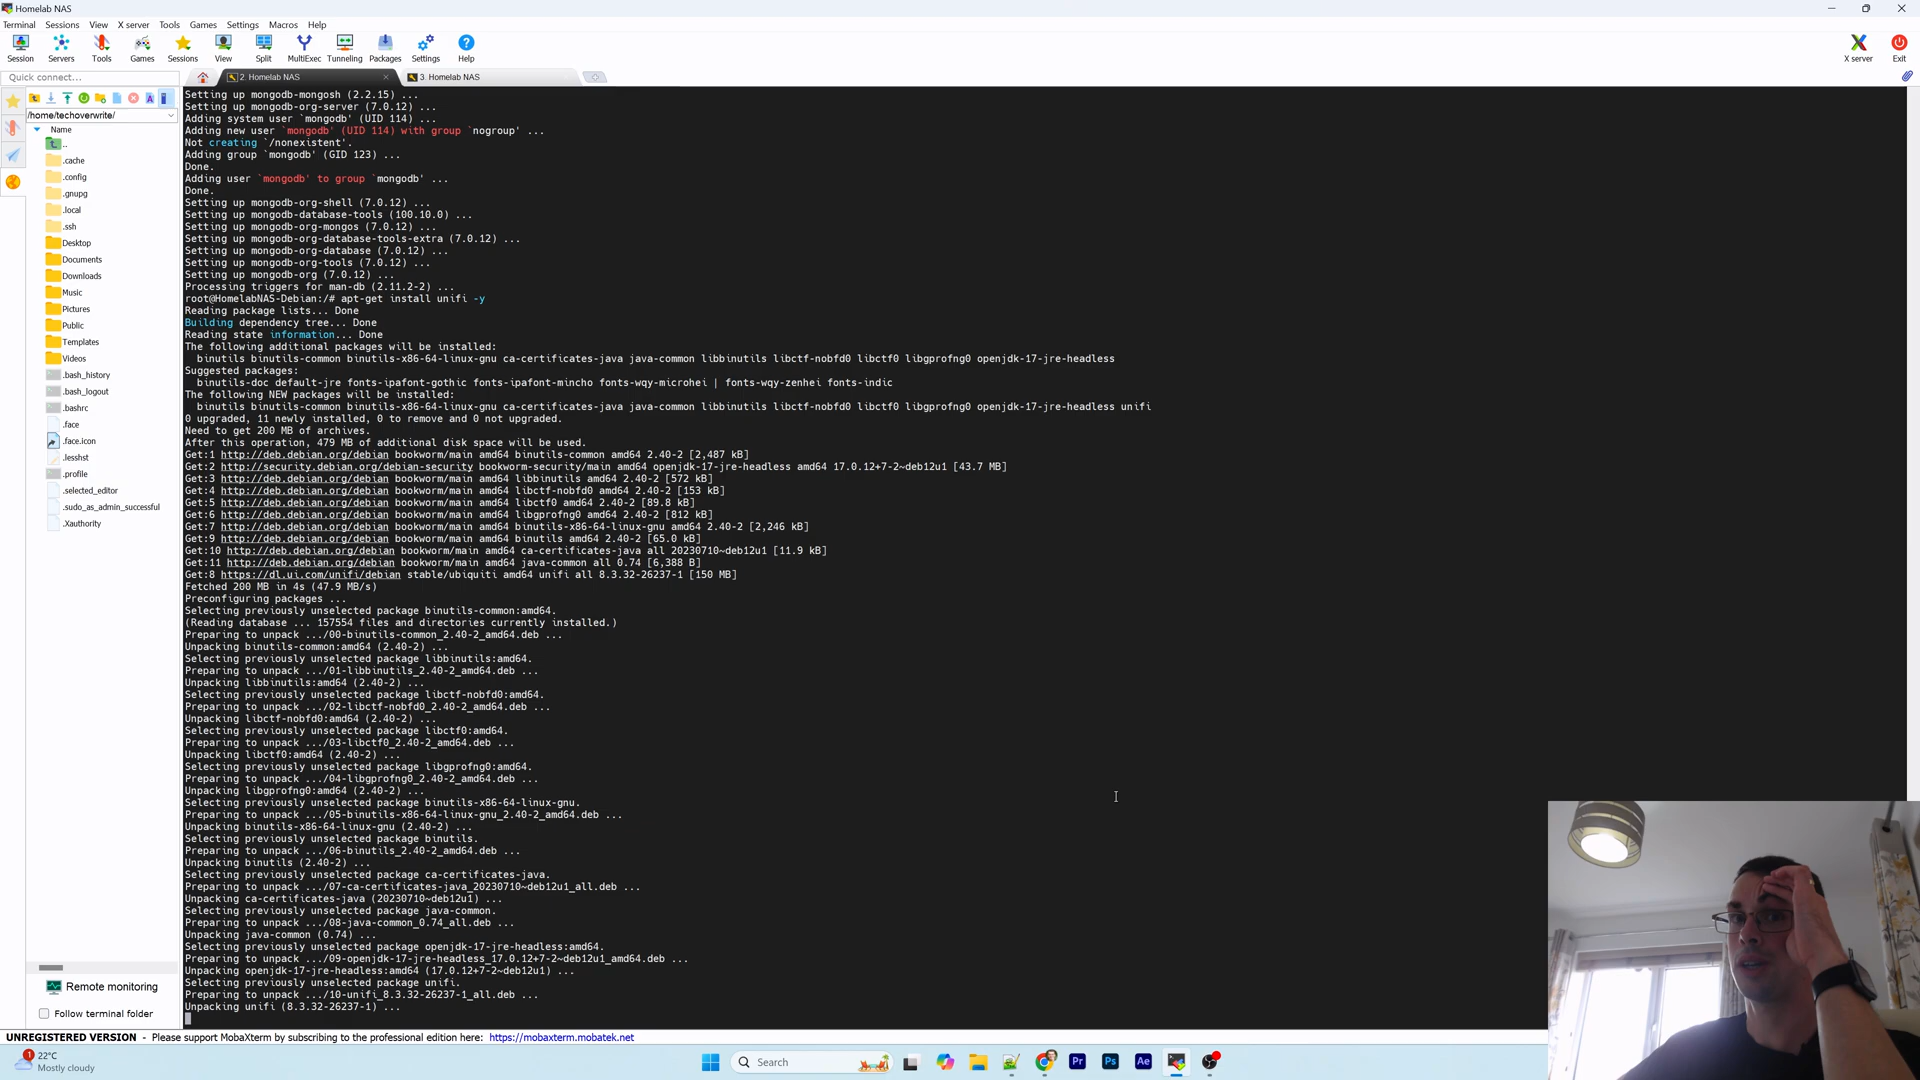 Homelab NAS
Terminal Sessions View X server Tools Games Settings Macros Help
Session Servers Tools Games Sessions View Split MultiExec Tunneling Packages Settings Help X server Exit
Quick connect...
2. Homelab NAS
3 Homelab NAS
/home/techoverwrite/
Name
..
.cache
.config
.gnupg
.local
.ssh
Desktop
Documents
Downloads
Music
Pictures
Public
Templates
Videos
.bash_history
.bash_logout
.bashrc
.face
.face.icon
.lesshst
.profile
.selected_editor
.sudo_as_admin_successful
.Xauthority
Remote monitoring
Follow terminal folder
Setting up mongodb-mongosh (2.2.15) ...
Setting up mongodb-org-server (7.0.12) ...
Adding system user `mongodb' (UID 114) ...
Adding new user `mongodb' (UID 114) with group `nogroup' ...
Not creating `/nonexistent'.
Adding group `mongodb' (GID 123) ...
Done.
Adding user `mongodb' to group `mongodb' ...
Done.
Setting up mongodb-org-shell (7.0.12) ...
Setting up mongodb-database-tools (100.10.0) ...
Setting up mongodb-org-mongos (7.0.12) ...
Setting up mongodb-org-database-tools-extra (7.0.12) ...
Setting up mongodb-org-database (7.0.12) ...
Setting up mongodb-org-tools (7.0.12) ...
Setting up mongodb-org (7.0.12) ...
Processing triggers for man-db (2.11.2-2) ...
root@HomelabNAS-Debian:/# apt-get install unifi -y
Reading package lists... Done
Building dependency tree... Done
Reading state information... Done
The following additional packages will be installed:
binutils binutils-common binutils-x86-64-linux-gnu ca-certificates-java java-common libbinutils libctf-nobfd0 libctf0 libgprofng0 openjdk-17-jre-headless
Suggested packages:
binutils-doc default-jre fonts-ipafont-gothic fonts-ipafont-mincho fonts-wqy-microhei | fonts-wqy-zenhei fonts-indic
The following NEW packages will be installed:
binutils binutils-common binutils-x86-64-linux-gnu ca-certificates-java java-common libbinutils libctf-nobfd0 libctf0 libgprofng0 openjdk-17-jre-headless unifi
0 upgraded, 11 newly installed, 0 to remove and 0 not upgraded.
Need to get 200 MB of archives.
After this operation, 479 MB of additional disk space will be used.
Get:1 http://deb.debian.org/debian bookworm/main amd64 binutils-common amd64 2.40-2 [2,487 kB]
Get:2 http://security.debian.org/debian-security bookworm-security/main amd64 openjdk-17-jre-headless amd64 17.0.12+7-2~deb12u1 [43.7 MB]
Get:3 http://deb.debian.org/debian bookworm/main amd64 libbinutils amd64 2.40-2 [572 kB]
Get:4 http://deb.debian.org/debian bookworm/main amd64 libctf-nobfd0 amd64 2.40-2 [153 kB]
Get:5 http://deb.debian.org/debian bookworm/main amd64 libctf0 amd64 2.40-2 [89.8 kB]
Get:6 http://deb.debian.org/debian bookworm/main amd64 libgprofng0 amd64 2.40-2 [812 kB]
Get:7 http://deb.debian.org/debian bookworm/main amd64 binutils-x86-64-linux-gnu amd64 2.40-2 [2,246 kB]
Get:9 http://deb.debian.org/debian bookworm/main amd64 binutils amd64 2.40-2 [65.0 kB]
Get:10 http://deb.debian.org/debian bookworm/main amd64 ca-certificates-java all 20230710~deb12u1 [11.9 kB]
Get:11 http://deb.debian.org/debian bookworm/main amd64 java-common all 0.74 [6,388 B]
Get:8 https://dl.ui.com/unifi/debian stable/ubiquiti amd64 unifi all 8.3.32-26237-1 [150 MB]
Fetched 200 MB in 4s (47.9 MB/s)
Preconfiguring packages ...
Selecting previously unselected package binutils-common:amd64.
(Reading database ... 157554 files and directories currently installed.)
Preparing to unpack .../00-binutils-common_2.40-2_amd64.deb ...
Unpacking binutils-common:amd64 (2.40-2) ...
Selecting previously unselected package libbinutils:amd64.
Preparing to unpack .../01-libbinutils_2.40-2_amd64.deb ...
Unpacking libbinutils:amd64 (2.40-2) ...
Selecting previously unselected package libctf-nobfd0:amd64.
Preparing to unpack .../02-libctf-nobfd0_2.40-2_amd64.deb ...
Unpacking libctf-nobfd0:amd64 (2.40-2) ...
Selecting previously unselected package libctf0:amd64.
Preparing to unpack .../03-libctf0_2.40-2_amd64.deb ...
Unpacking libctf0:amd64 (2.40-2) ...
Selecting previously unselected package libgprofng0:amd64.
Preparing to unpack .../04-libgprofng0_2.40-2_amd64.deb ...
Unpacking libgprofng0:amd64 (2.40-2) ...
Selecting previously unselected package binutils-x86-64-linux-gnu.
Preparing to unpack .../05-binutils-x86-64-linux-gnu_2.40-2_amd64.deb ...
Unpacking binutils-x86-64-linux-gnu (2.40-2) ...
Selecting previously unselected package binutils.
Preparing to unpack .../06-binutils_2.40-2_amd64.deb ...
Unpacking binutils (2.40-2) ...
Selecting previously unselected package ca-certificates-java.
Preparing to unpack .../07-ca-certificates-java_20230710~deb12u1_all.deb ...
Unpacking ca-certificates-java (20230710~deb12u1) ...
Selecting previously unselected package java-common.
Preparing to unpack .../08-java-common_0.74_all.deb ...
Unpacking java-common (0.74) ...
Selecting previously unselected package openjdk-17-jre-headless:amd64.
Preparing to unpack .../09-openjdk-17-jre-headless_17.0.12+7-2~deb12u1_amd64.deb ...
Unpacking openjdk-17-jre-headless:amd64 (17.0.12+7-2~deb12u1) ...
Selecting previously unselected package unifi.
Preparing to unpack .../10-unifi_8.3.32-26237-1_all.deb ...
Unpacking unifi (8.3.32-26237-1) ...
UNREGISTERED VERSION - Please support MobaXterm by subscribing to the professional edition here: https://mobaxterm.mobatek.net
1
22°C
Mostly cloudy
Search
Pr
Ps
Ae